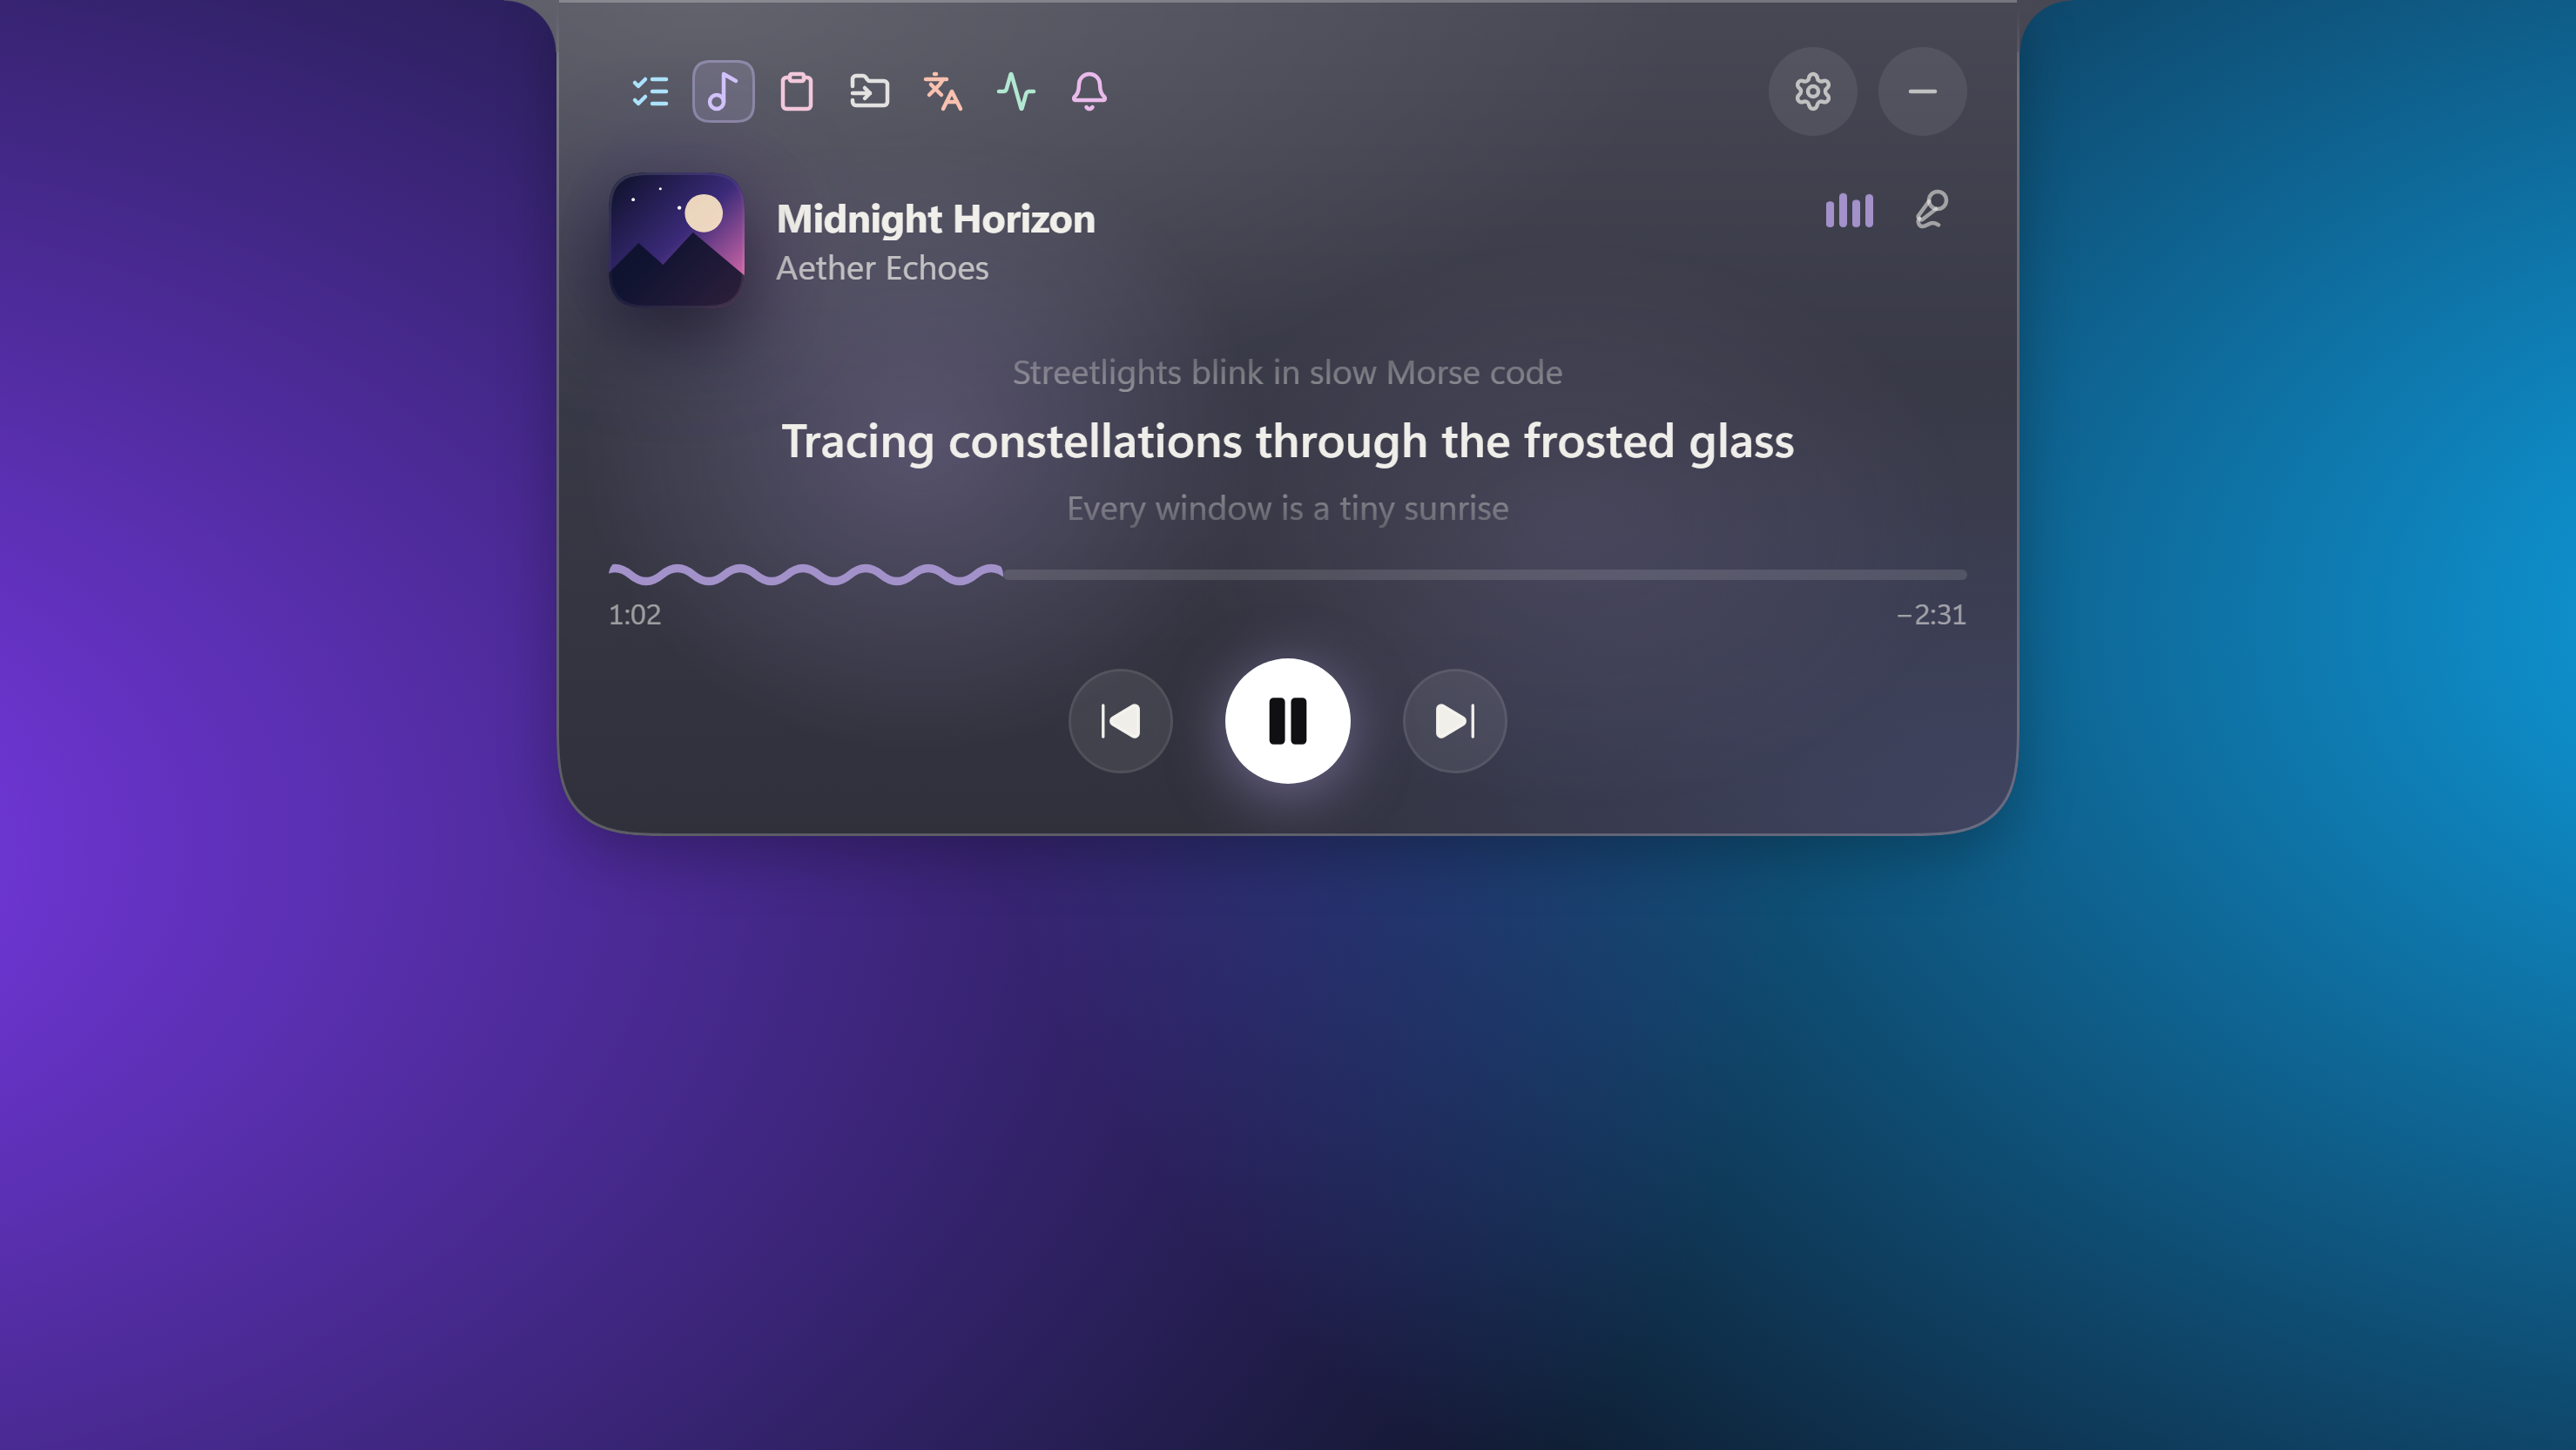 Midnight Horizon
Aether Echoes
Streetlights blink in slow Morse code
Tracing constellations through the frosted glass
Every window is a tiny sunrise
1:02
−2:31